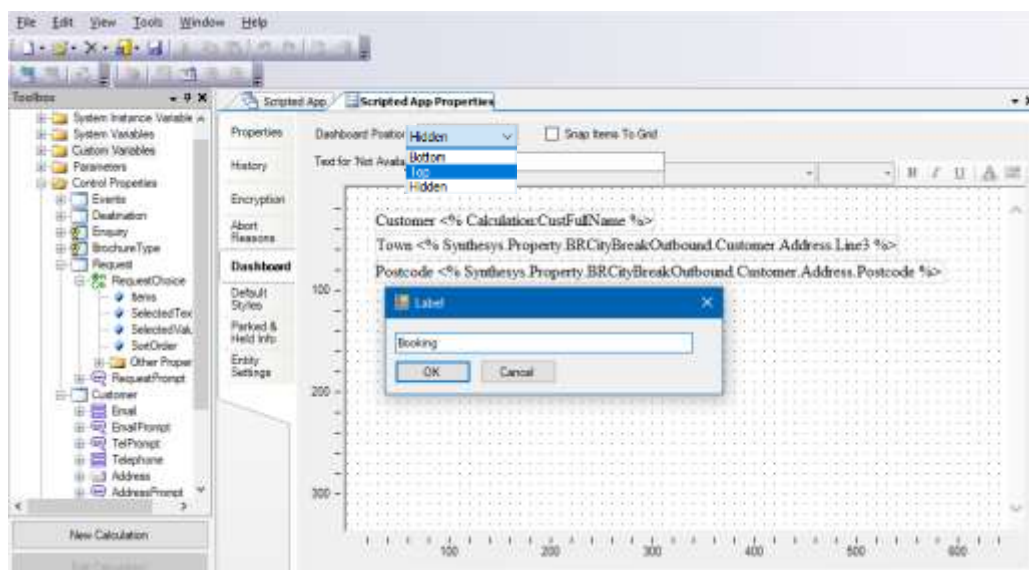 File Edit View Tools Window Help
Toolbox
Scripted App
Scripted App Properties
System Instance Variable
System Variables
Custom Variables
Parameters
Control Properties
Events
Destination
Enquiry
BrochureType
Request
RequestChoice
Items
SelectedTex
SelectedVal
SortOrder
Other Proper
RequestPrompt
Customer
Email
EmailPrompt
TelPrompt
Telephone
Address
AddressPrompt
New Calculation
Properties
History
Encryption
Abort
Reasons
Dashboard
Default
Styles
Parked &
Held Info
Entity
Settings
Dashboard Position Hidden
Snap Items To Grid
Text for 'Not Availa
Bottom
Top
Hidden
B I U A
Customer <% Calculation.CustFullName %>
Town <% Synthesys.Property.BRCityBreakOutbound.Customer.Address.Line3 %>
Postcode <% Synthesys.Property.BRCityBreakOutbound.Customer.Address.Postcode %>
Label
Booking
OK Cancel
100
200
300
100 200 300 400 500 600